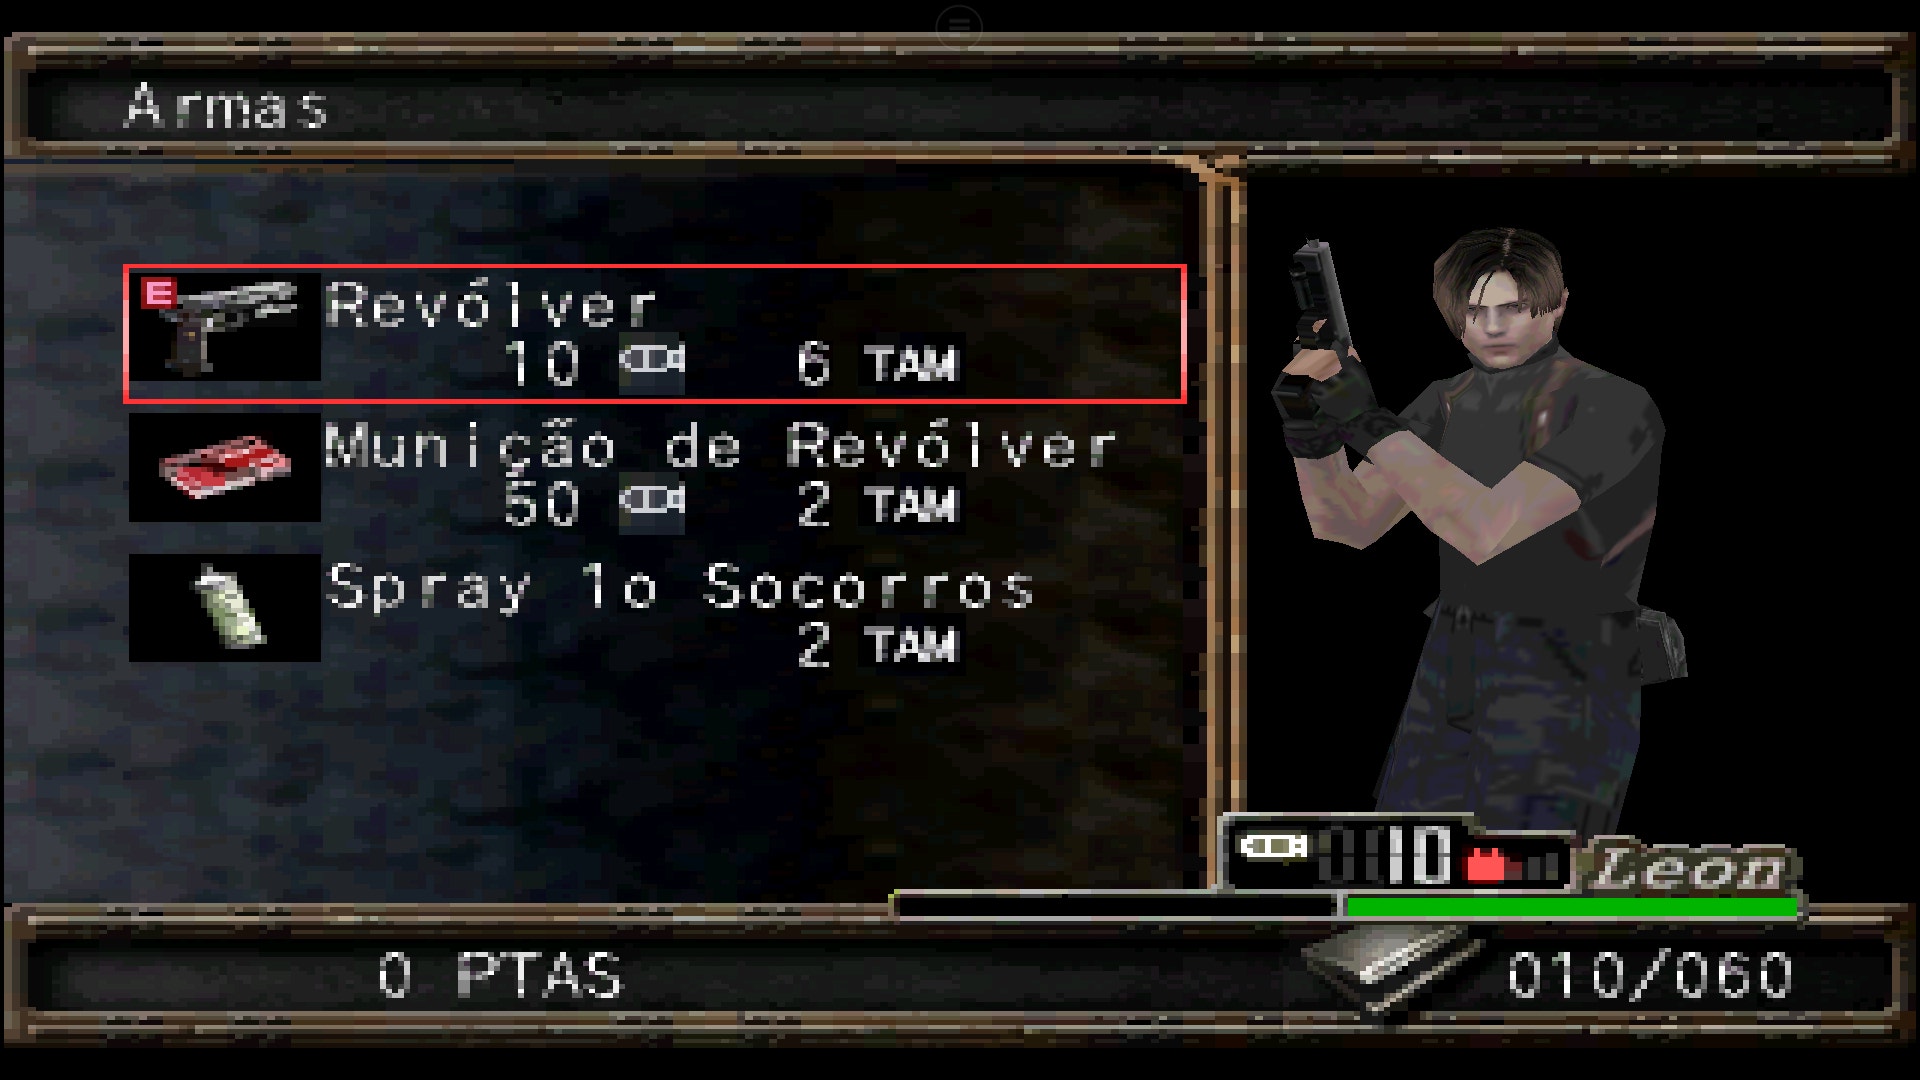 Armas
E
Revólver
10 6 TAM
Munição de Revólver
50 2 TAM
Spray 1o Socorros
2 TAM
0010
Leon
0 PTAS
010/060